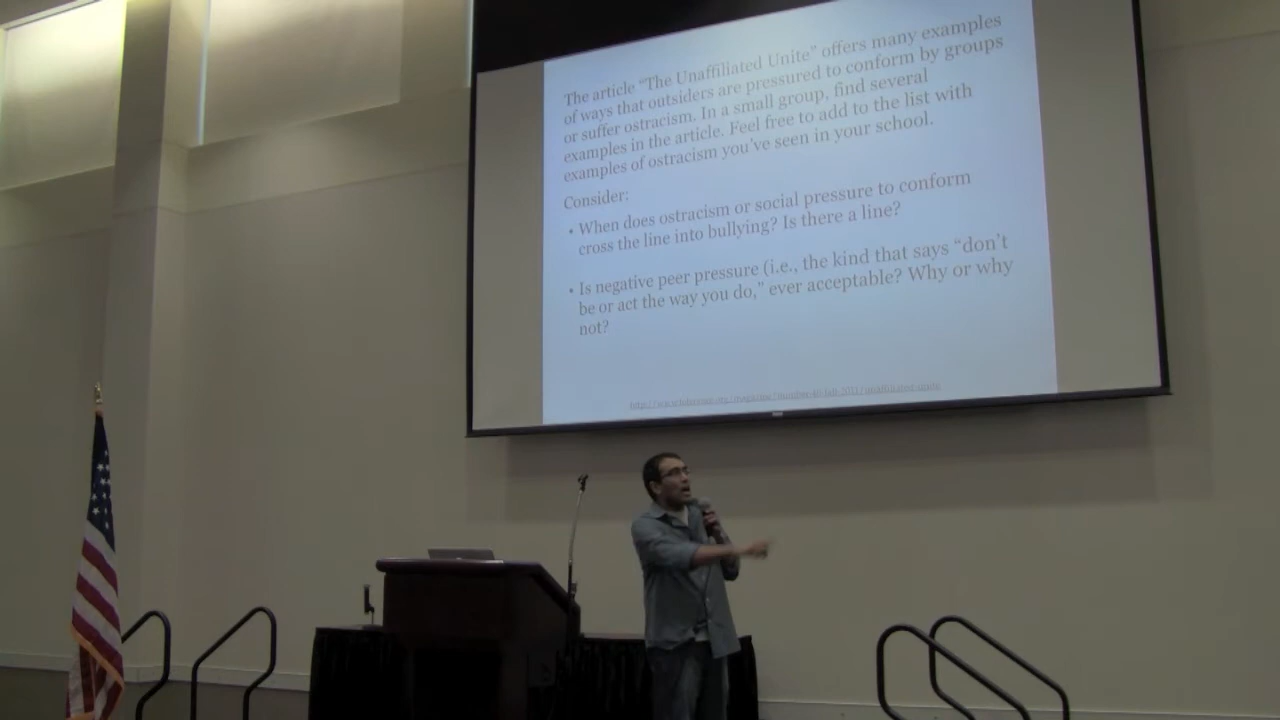 The article “The Unaffiliated Unite” offers many examples
of ways that outsiders are pressured to conform by groups
or suffer ostracism. In a small group, find several
examples in the article. Feel free to add to the list with
examples of ostracism you’ve seen in your school.
Consider:
• When does ostracism or social pressure to conform
cross the line into bullying? Is there a line?
• Is negative peer pressure (i.e., the kind that says “don’t
be or act the way you do,” ever acceptable? Why or why
not?